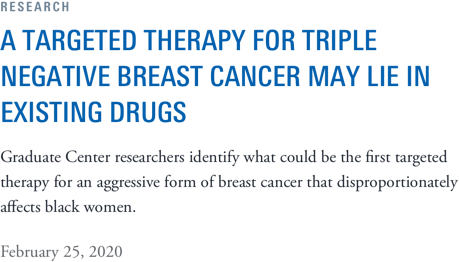 RESEARCH
A TARGETED THERAPY FOR TRIPLE
NEGATIVE BREAST CANCER MAY LIE IN
EXISTING DRUGS
Graduate Center researchers identify what could be the first targeted
therapy for an aggressive form of breast cancer that disproportionately
affects black women.
February 25, 2020